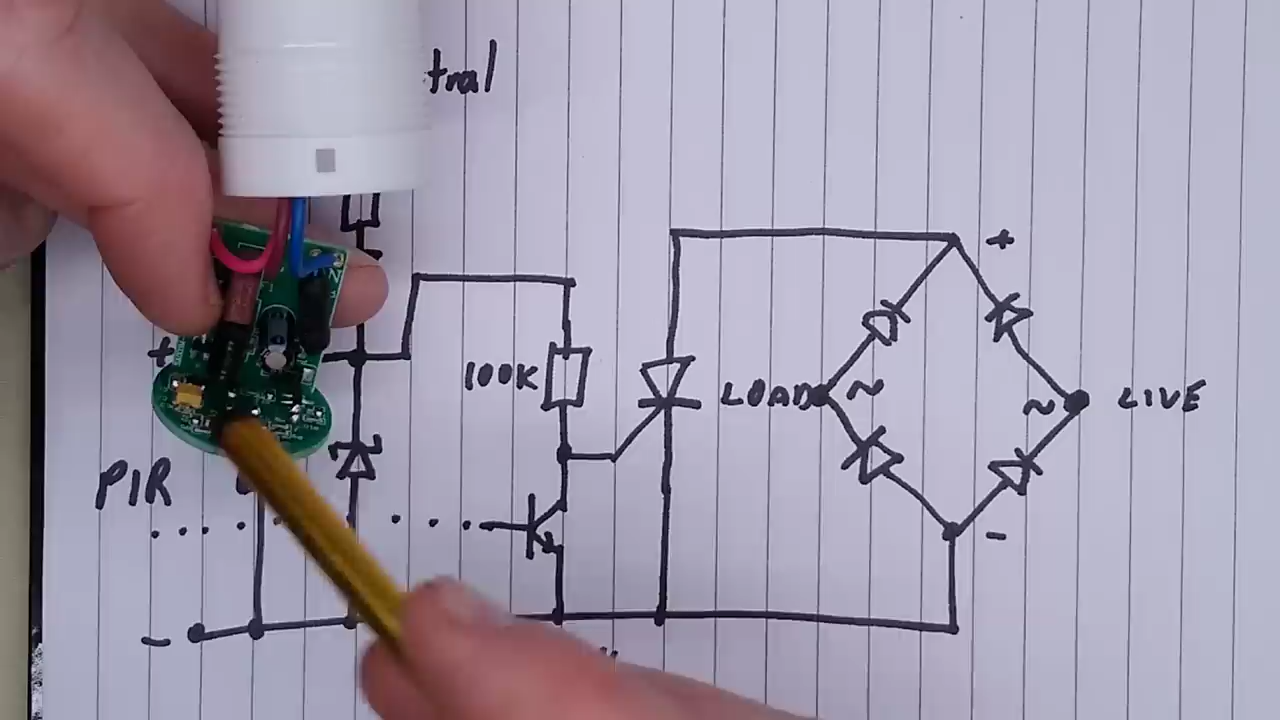 tral
+
+
100K
LOAD ~
~ LIVE
PIR
-
-